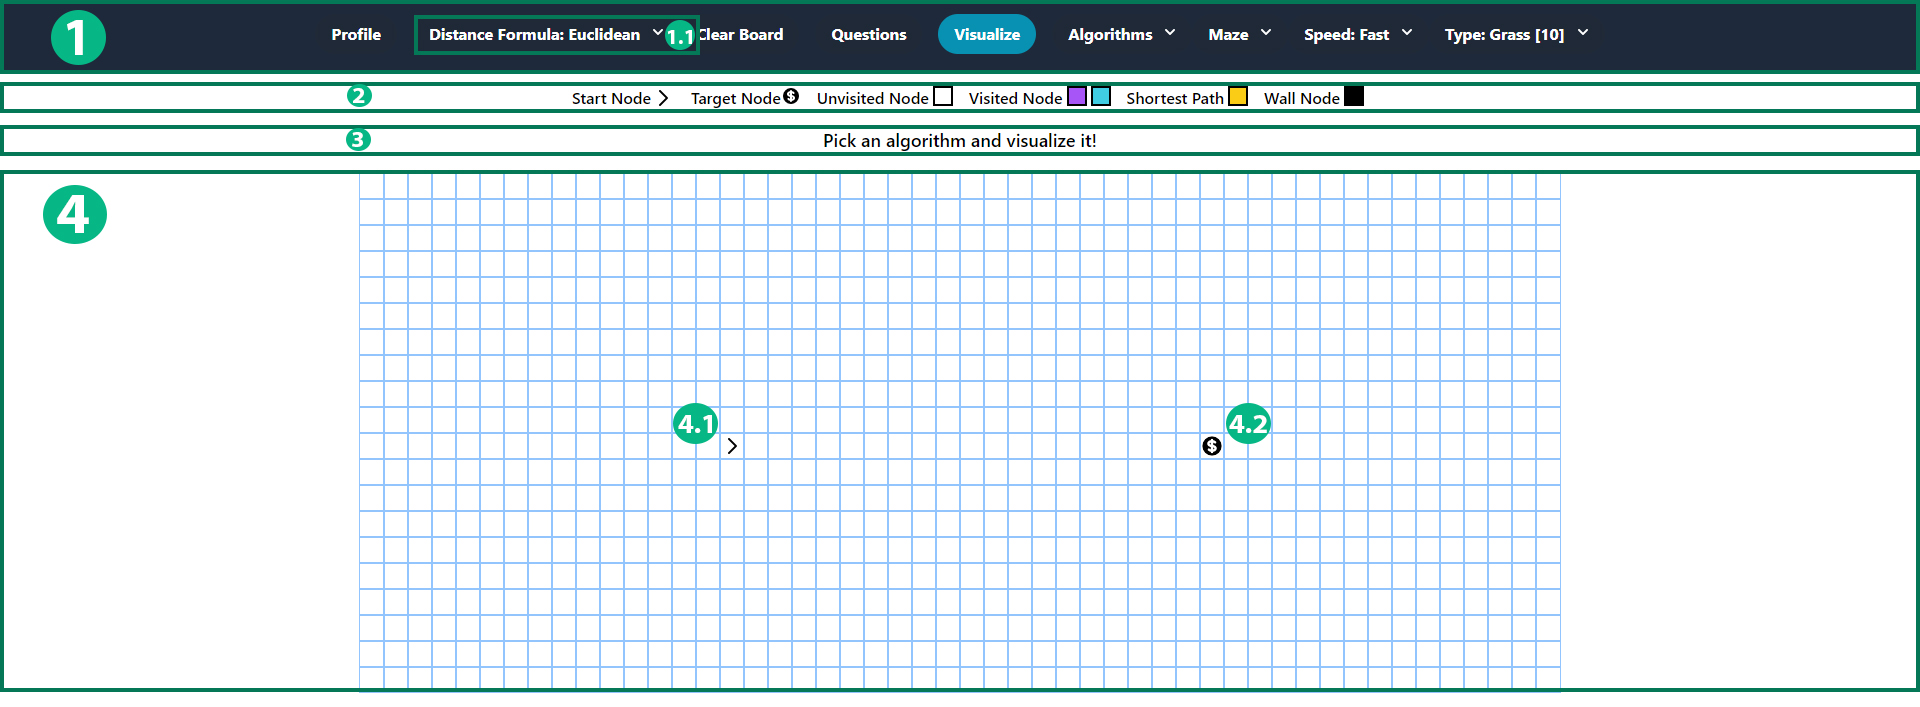 1 Profile Distance Formula: Euclidean 1.1 Clear Board Questions Visualize Algorithms Maze Speed: Fast Type: Grass [10]
2 Start Node Target Node $ Unvisited Node Visited Node Shortest Path Wall Node
3 Pick an algorithm and visualize it!
4
4.1 4.2
$